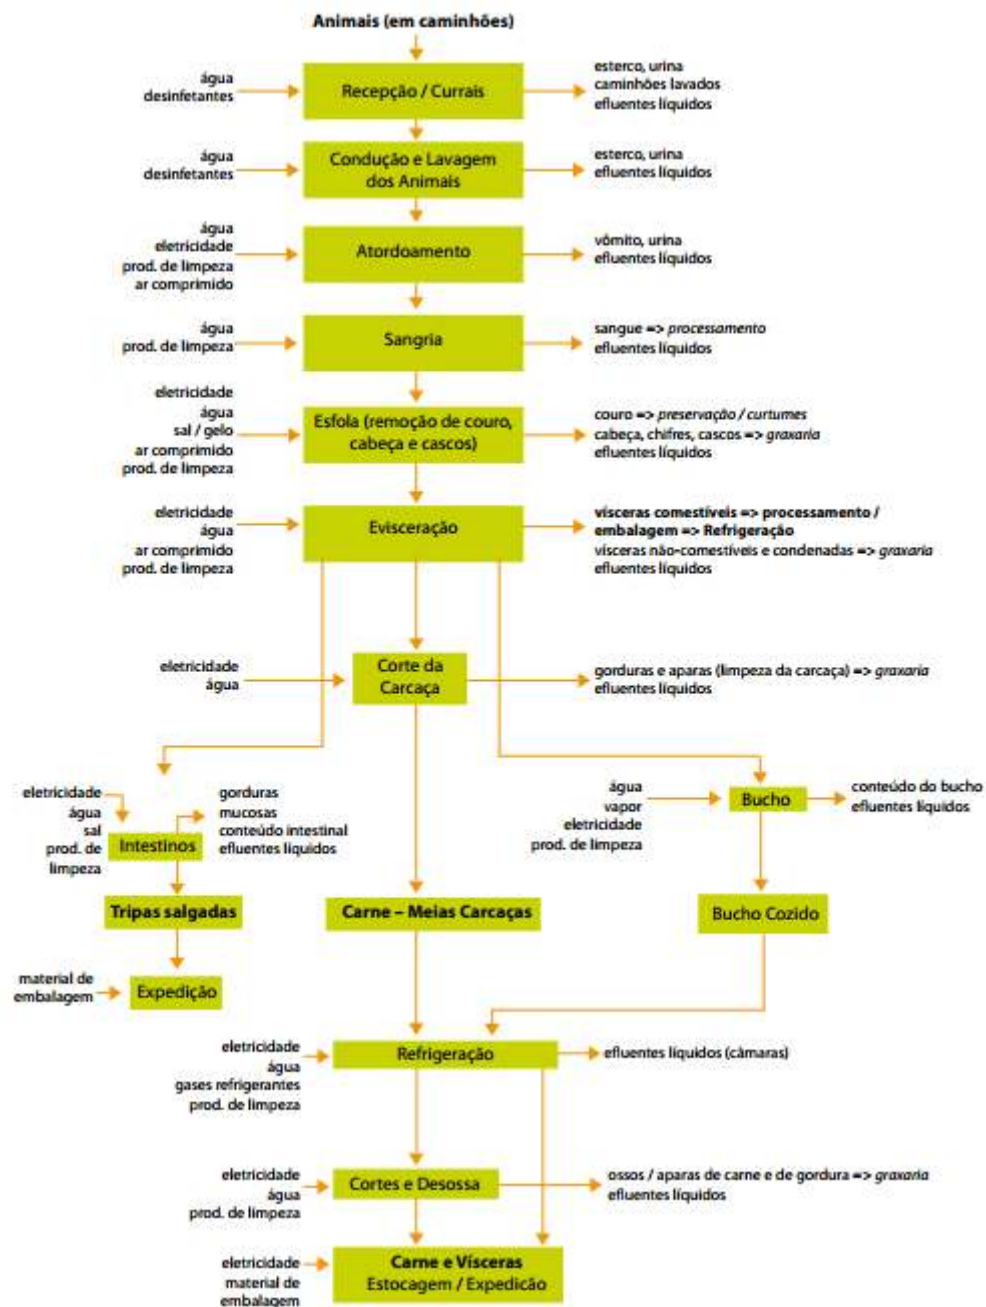 Animais (em caminhões)
água
desinfetantes
Recepção / Currais
esterco, urina
caminhões lavados
efluentes líquidos
água
desinfetantes
Condução e Lavagem
dos Animais
esterco, urina
efluentes líquidos
água
eletricidade
prod. de limpeza
ar comprimido
Atordoamento
vômito, urina
efluentes líquidos
água
prod. de limpeza
Sangria
sangue => processamento
efluentes líquidos
eletricidade
água
sal / gelo
ar comprimido
prod. de limpeza
Esfola (remoção de couro,
cabeça e cascos)
couro => preservação / curtumes
cabeça, chifres, cascos => graxaria
efluentes líquidos
eletricidade
água
ar comprimido
prod. de limpeza
Evisceração
vísceras comestíveis => processamento /
embalagem => Refrigeração
vísceras não-comestíveis e condenadas => graxaria
efluentes líquidos
eletricidade
água
Corte da
Carcaça
gorduras e aparas (limpeza da carcaça) => graxaria
efluentes líquidos
eletricidade
água
sal
prod. de
limpeza
Intestinos
gorduras
mucosas
conteúdo intestinal
efluentes líquidos
água
vapor
eletricidade
prod. de limpeza
Bucho
conteúdo do bucho
efluentes líquidos
Tripas salgadas
Carne – Meias Carcaças
Bucho Cozido
material de
embalagem
Expedição
eletricidade
água
gases refrigerantes
prod. de limpeza
Refrigeração
efluentes líquidos (câmaras)
eletricidade
água
prod. de limpeza
Cortes e Desossa
ossos / aparas de carne e de gordura => graxaria
efluentes líquidos
eletricidade
material de
embalagem
Carne e Vísceras
Estocagem / Expedicão